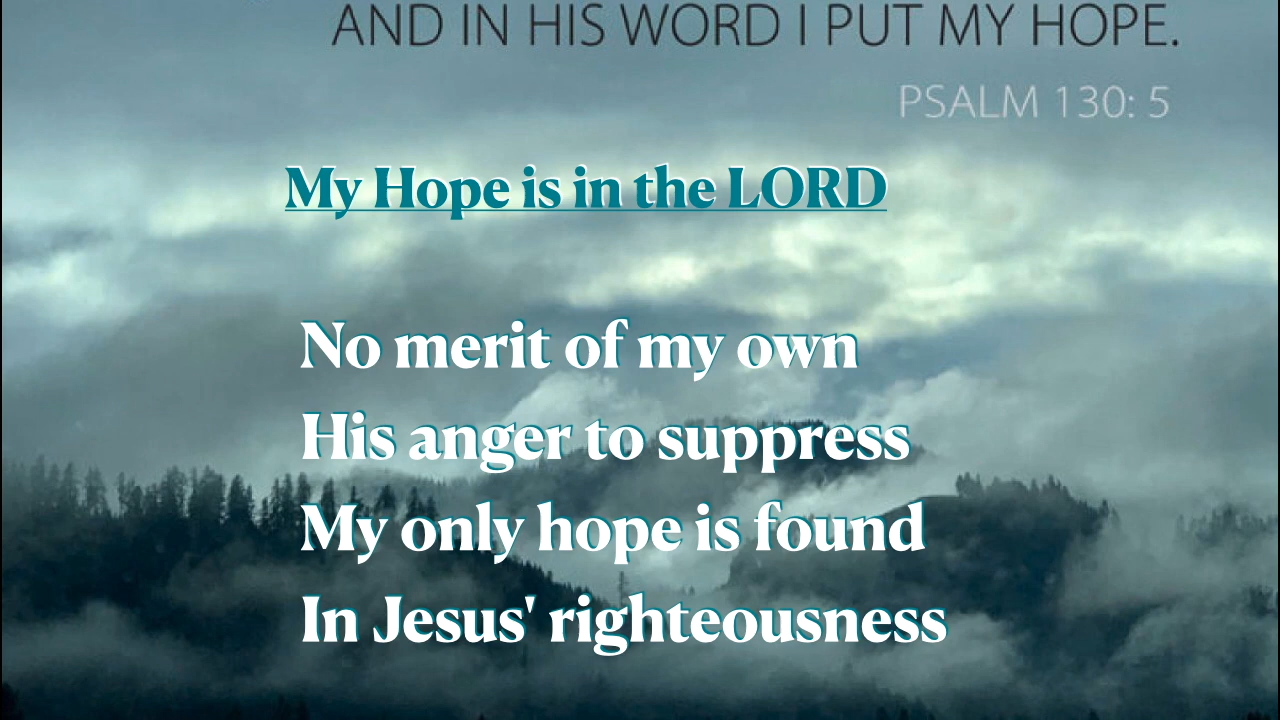 AND IN HIS WORD I PUT MY HOPE.
PSALM 130: 5
My Hope is in the LORD
No merit of my own
His anger to suppress
My only hope is found
In Jesus' righteousness